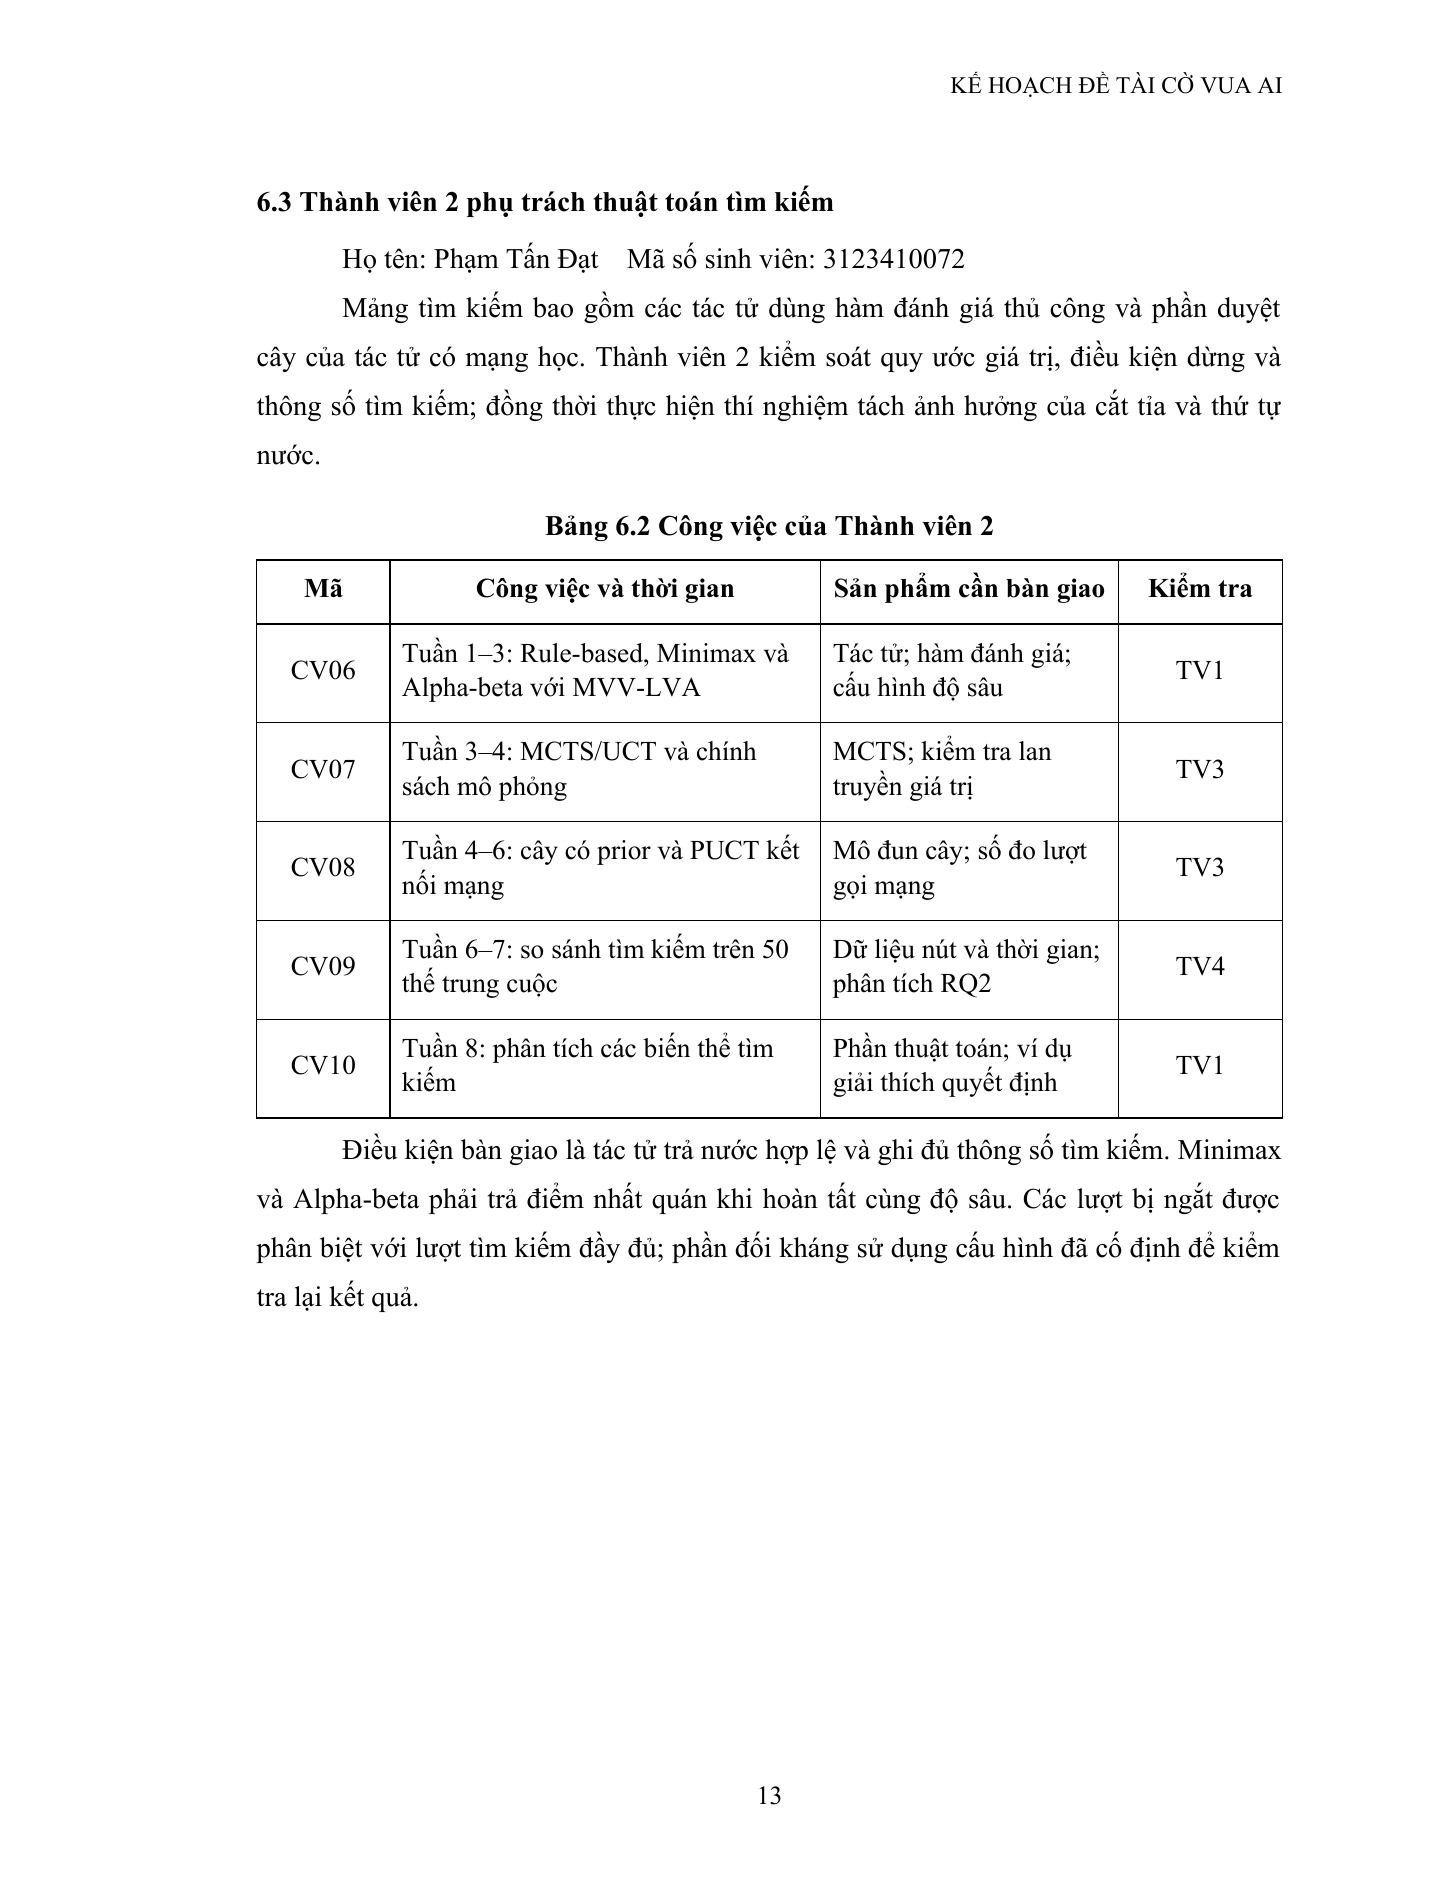 KẾ HOẠCH ĐỀ TÀI CỜ VUA AI
6.3 Thành viên 2 phụ trách thuật toán tìm kiếm
Họ tên: Phạm Tấn Đạt Mã số sinh viên: 3123410072
Mảng tìm kiếm bao gồm các tác tử dùng hàm đánh giá thủ công và phần duyệt
cây của tác tử có mạng học. Thành viên 2 kiểm soát quy ước giá trị, điều kiện dừng và
thông số tìm kiếm; đồng thời thực hiện thí nghiệm tách ảnh hưởng của cắt tỉa và thứ tự
nước.
Bảng 6.2 Công việc của Thành viên 2
Mã Công việc và thời gian Sản phẩm cần bàn giao Kiểm tra
CV06
Tuần 1–3: Rule-based, Minimax và
Alpha-beta với MVV-LVA
Tác tử; hàm đánh giá;
cấu hình độ sâu
TV1
CV07
Tuần 3–4: MCTS/UCT và chính
sách mô phỏng
MCTS; kiểm tra lan
truyền giá trị
TV3
CV08
Tuần 4–6: cây có prior và PUCT kết
nối mạng
Mô đun cây; số đo lượt
gọi mạng
TV3
CV09
Tuần 6–7: so sánh tìm kiếm trên 50
thế trung cuộc
Dữ liệu nút và thời gian;
phân tích RQ2
TV4
CV10
Tuần 8: phân tích các biến thể tìm
kiếm
Phần thuật toán; ví dụ
giải thích quyết định
TV1
Điều kiện bàn giao là tác tử trả nước hợp lệ và ghi đủ thông số tìm kiếm. Minimax
và Alpha-beta phải trả điểm nhất quán khi hoàn tất cùng độ sâu. Các lượt bị ngắt được
phân biệt với lượt tìm kiếm đầy đủ; phần đối kháng sử dụng cấu hình đã cố định để kiểm
tra lại kết quả.
13